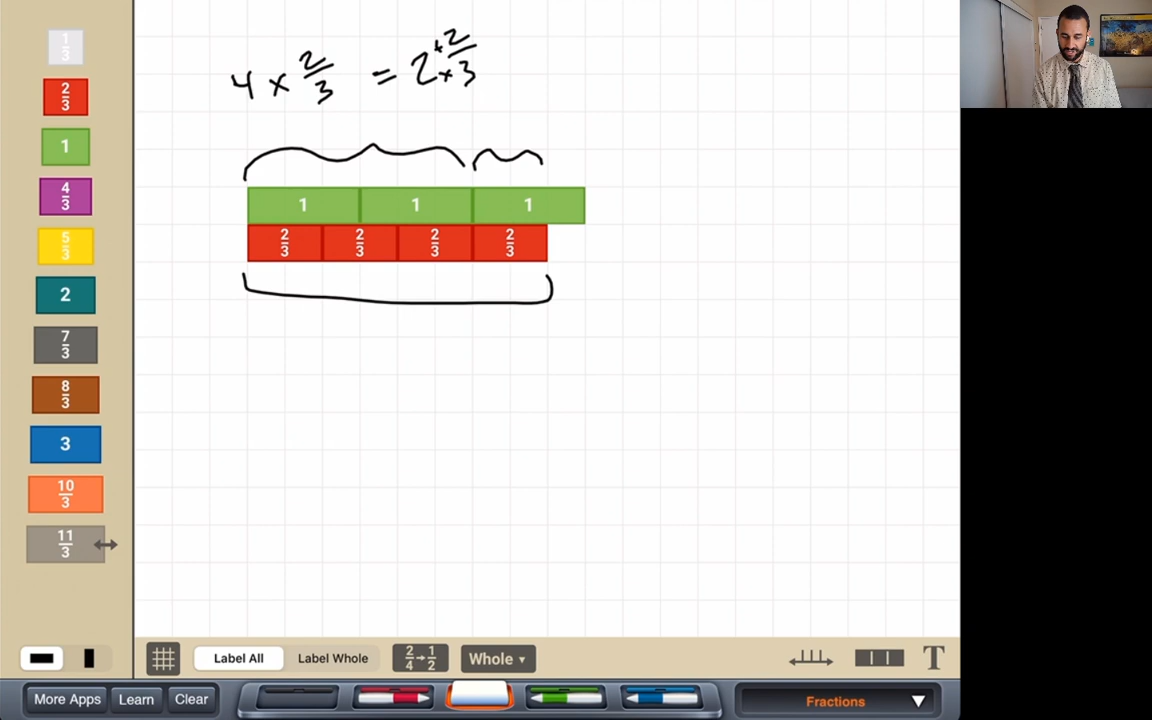 4 × 2/3 = 2 + 2/× 3
1/3
2/3
1
4/3
5/3
2
7/3
8/3
3
10/3
11/3
1 1 1
2/3 2/3 2/3 2/3
Label All Label Whole 2/4→1/2 Whole ▼ T
More Apps Learn Clear Fractions ▼